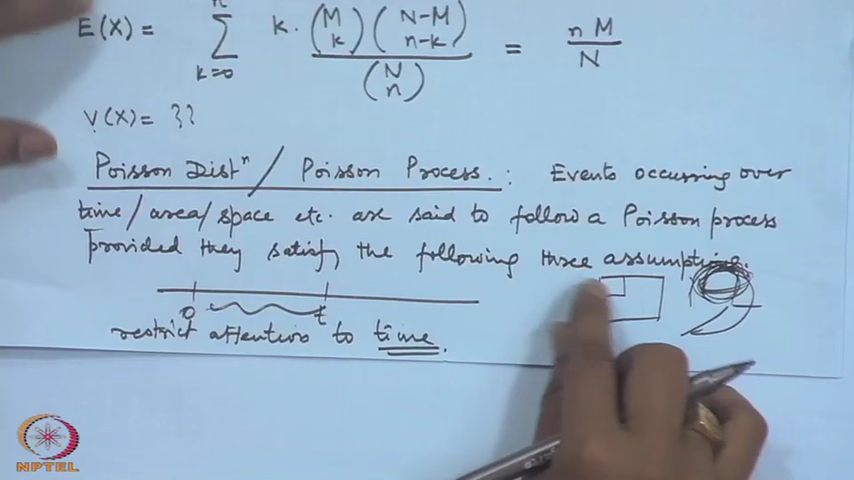 n
E(X) = ∑ k=0 k. (M k) (N-M n-k) / (N n) = nM / N
V(X) = ??
Poisson Distⁿ / Poisson Process. : Events occurring over
time/area/space etc. are said to follow a Poisson process
provided they satisfy the following three assumptions.
0 t
restrict attention to time.
NPTEL